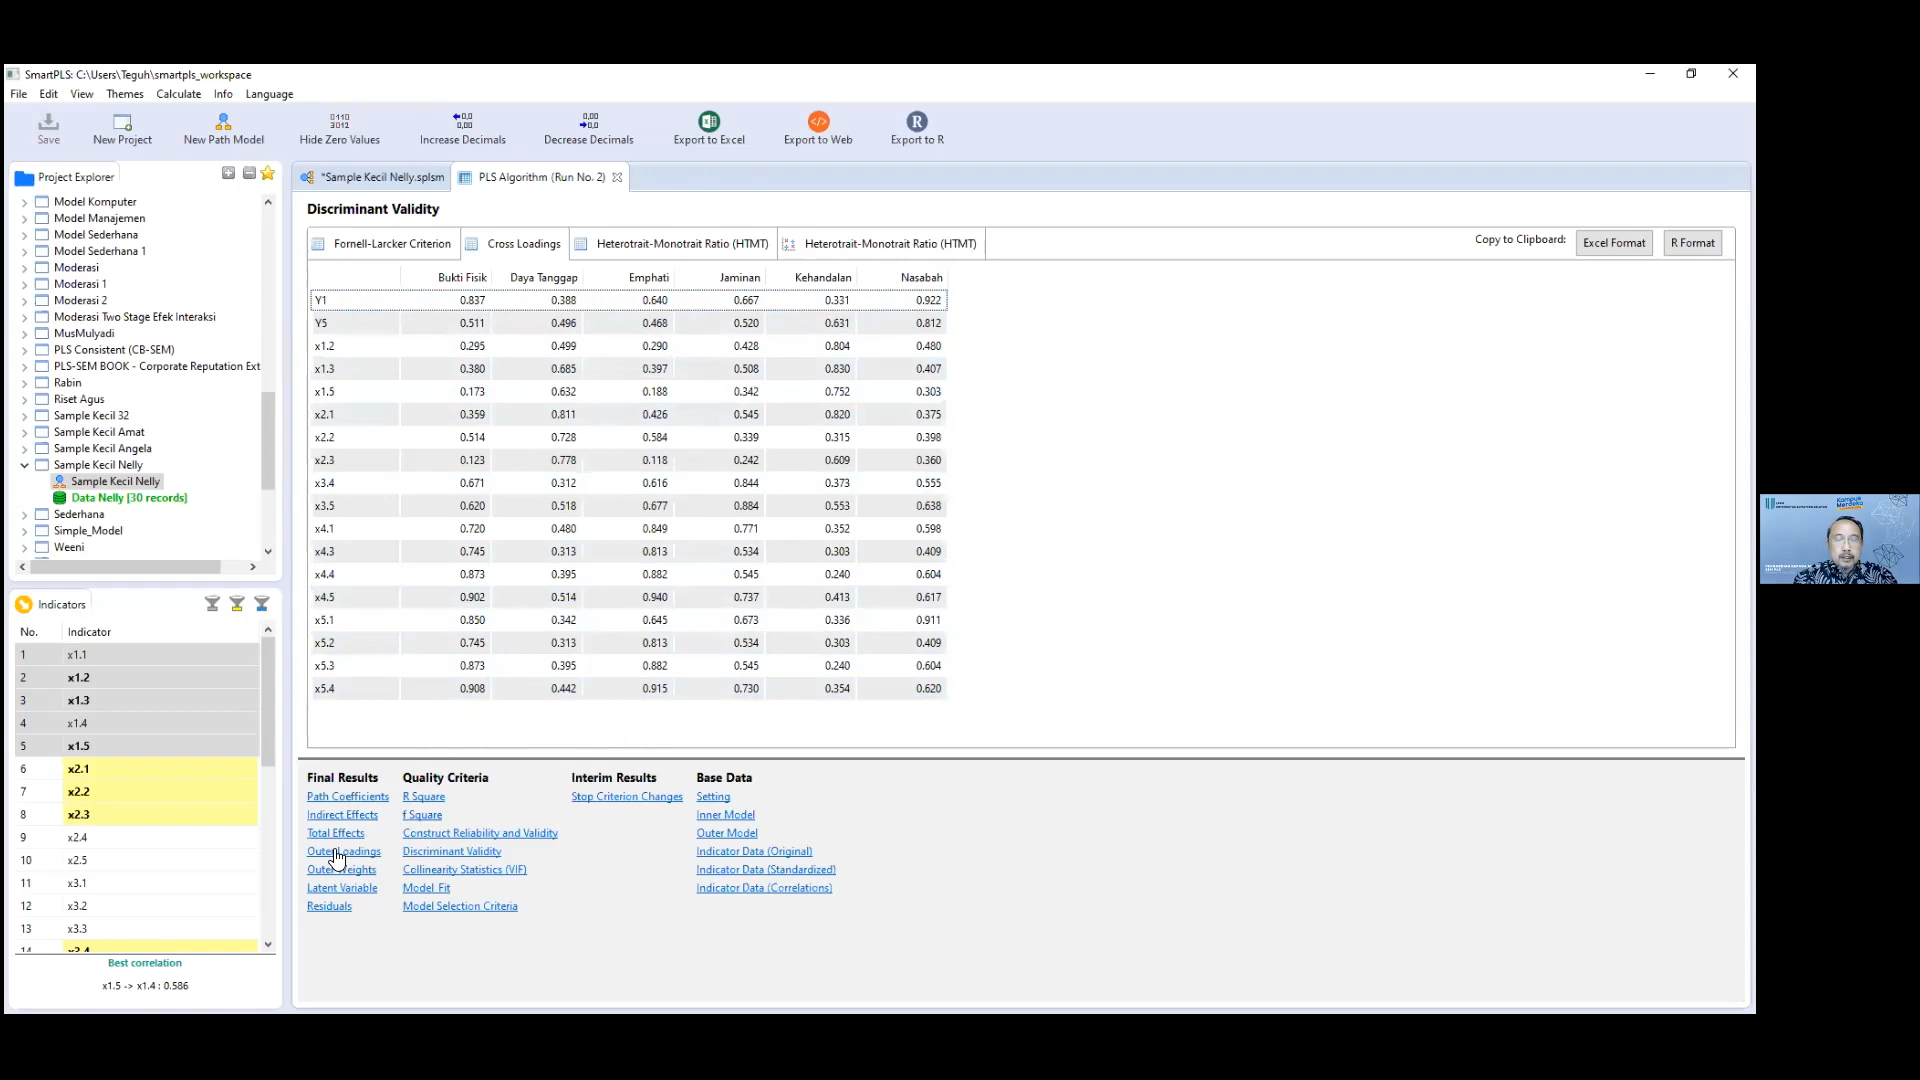 SmartPLS: C:\Users\Teguh\smartpls_workspace
File Edit View Themes Calculate Info Language
Save New Project New Path Model Hide Zero Values Increase Decimals Decrease Decimals Export to Excel Export to Web Export to R
Project Explorer
Model Komputer
Model Manajemen
Model Sederhana
Model Sederhana 1
Moderasi
Moderasi 1
Moderasi 2
Moderasi Two Stage Efek Interaksi
MusMulyadi
PLS Consistent (CB-SEM)
PLS-SEM BOOK - Corporate Reputation Ext
Rabin
Riset Agus
Sample Kecil 32
Sample Kecil Amat
Sample Kecil Angela
Sample Kecil Nelly
Sample Kecil Nelly
Data Nelly [30 records]
Sederhana
Simple_Model
Weeni
Indicators
No. Indicator
1 x1.1
2 x1.2
3 x1.3
4 x1.4
5 x1.5
6 x2.1
7 x2.2
8 x2.3
9 x2.4
10 x2.5
11 x3.1
12 x3.2
13 x3.3
14 x3.4
Best correlation
x1.5 -> x1.4 : 0.586
*Sample Kecil Nelly.splsm PLS Algorithm (Run No. 2)
Discriminant Validity
Fornell-Larcker Criterion Cross Loadings Heterotrait-Monotrait Ratio (HTMT) Heterotrait-Monotrait Ratio (HTMT) Copy to Clipboard: Excel Format R Format
Bukti Fisik Daya Tanggap Emphati Jaminan Kehandalan Nasabah
Y1 0.837 0.388 0.640 0.667 0.331 0.922
Y5 0.511 0.496 0.468 0.520 0.631 0.812
x1.2 0.295 0.499 0.290 0.428 0.804 0.480
x1.3 0.380 0.685 0.397 0.508 0.830 0.407
x1.5 0.173 0.632 0.188 0.342 0.752 0.303
x2.1 0.359 0.811 0.426 0.545 0.820 0.375
x2.2 0.514 0.728 0.584 0.339 0.315 0.398
x2.3 0.123 0.778 0.118 0.242 0.609 0.360
x3.4 0.671 0.312 0.616 0.844 0.373 0.555
x3.5 0.620 0.518 0.677 0.884 0.553 0.638
x4.1 0.720 0.480 0.849 0.771 0.352 0.598
x4.3 0.745 0.313 0.813 0.534 0.303 0.409
x4.4 0.873 0.395 0.882 0.545 0.240 0.604
x4.5 0.902 0.514 0.940 0.737 0.413 0.617
x5.1 0.850 0.342 0.645 0.673 0.336 0.911
x5.2 0.745 0.313 0.813 0.534 0.303 0.409
x5.3 0.873 0.395 0.882 0.545 0.240 0.604
x5.4 0.908 0.442 0.915 0.730 0.354 0.620
Final Results Quality Criteria Interim Results Base Data
Path Coefficients R Square Stop Criterion Changes Setting
Indirect Effects f Square Inner Model
Total Effects Construct Reliability and Validity Outer Model
Outer Loadings Discriminant Validity Indicator Data (Original)
Outer Weights Collinearity Statistics (VIF) Indicator Data (Standardized)
Latent Variable Model_Fit Indicator Data (Correlations)
Residuals Model Selection Criteria
Kampus
Merdeka